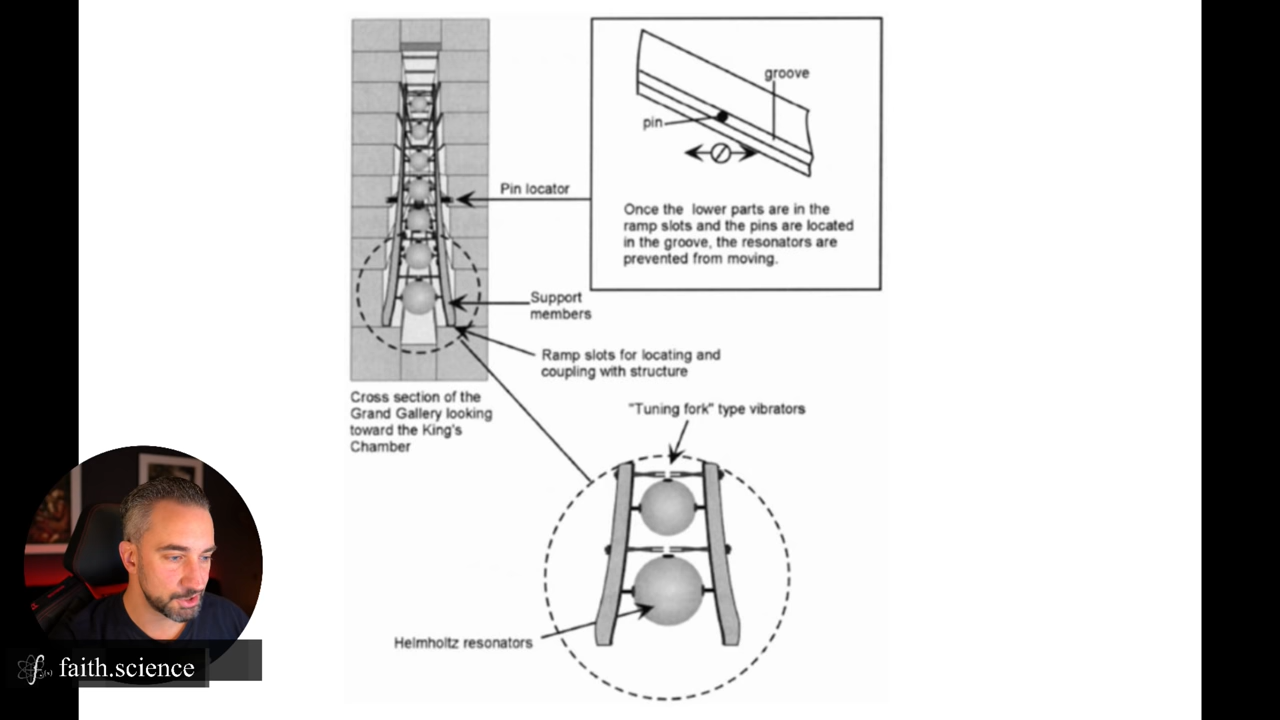 groove
pin
Pin locator
Once the lower parts are in the
ramp slots and the pins are located
in the groove, the resonators are
prevented from moving.
Support
members
Ramp slots for locating and
coupling with structure
Cross section of the
Grand Gallery looking
toward the King's
Chamber
"Tuning fork" type vibrators
Helmholtz resonators
faith.science